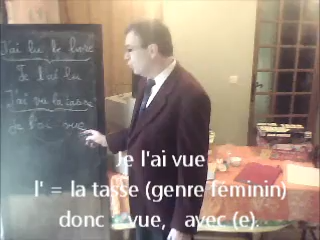 J'ai lu le livre
Je l'ai lu
J'ai vu la tasse
Je l'ai vue
Je l'ai vue
l' = la tasse (genre féminin)
donc : vue, avec (e).